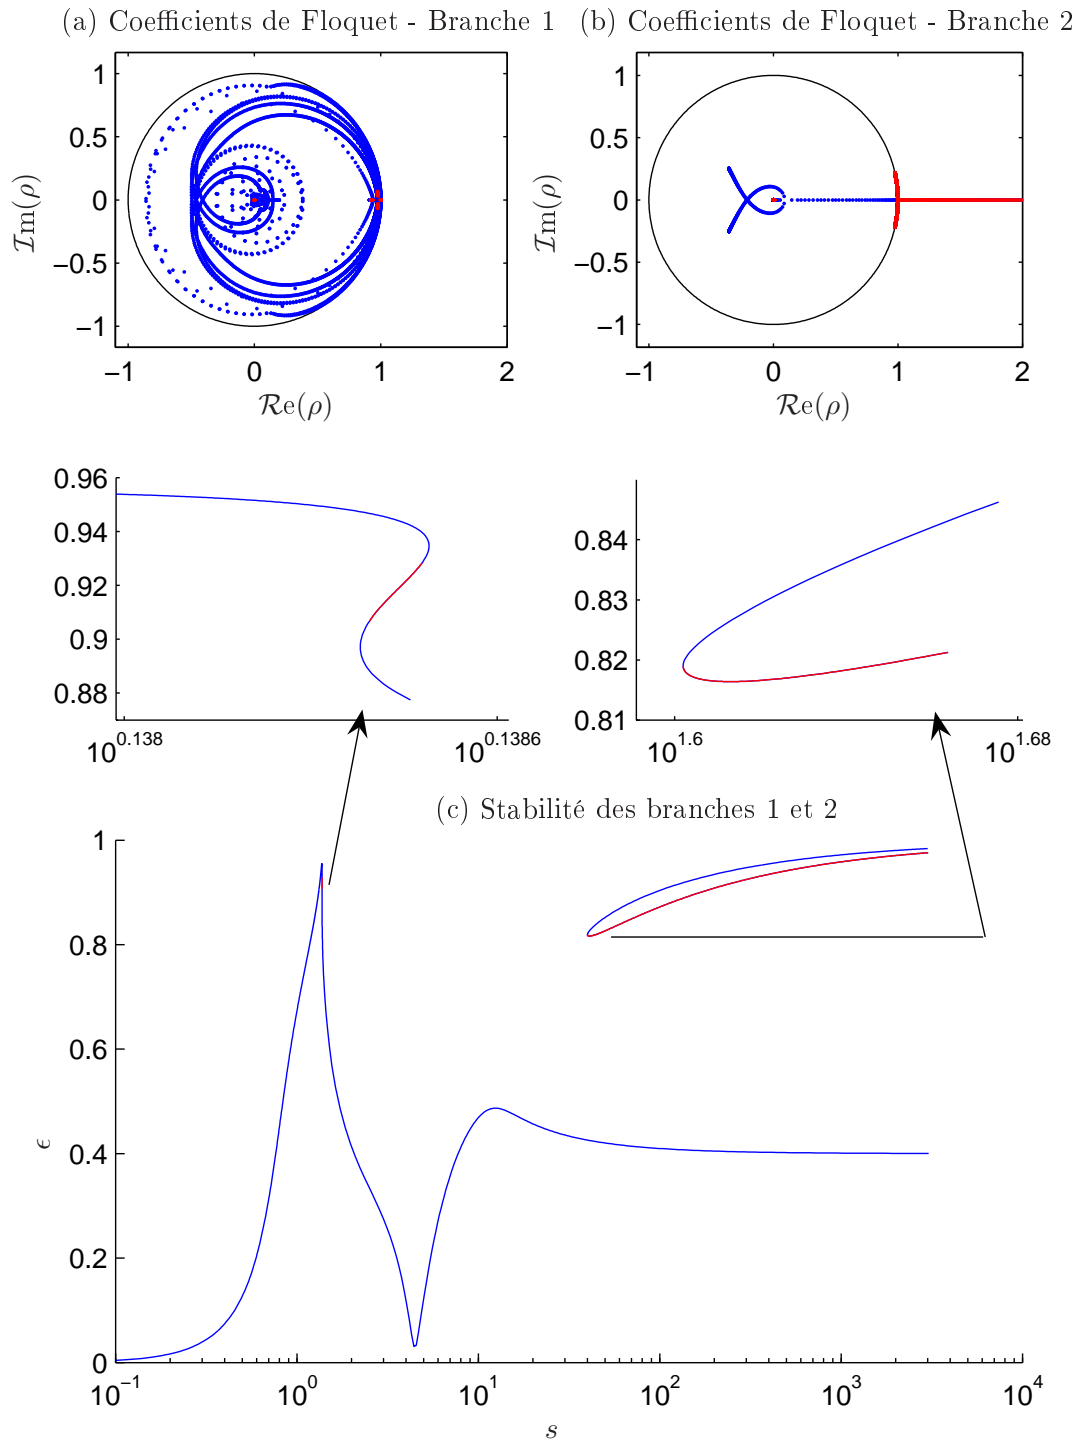 (a) Coefficients de Floquet - Branche 1
(b) Coefficients de Floquet - Branche 2
1
0.5
0
−0.5
−1
ℐm(ρ)
−1 0 1 2
ℛe(ρ)
1
0.5
0
−0.5
−1
ℐm(ρ)
−1 0 1 2
ℛe(ρ)
0.96
0.94
0.92
0.9
0.88
10^0.138 10^0.1386
0.84
0.83
0.82
0.81
10^1.6 10^1.68
(c) Stabilité des branches 1 et 2
1
0.8
0.6
0.4
0.2
0
ϵ
10^−1 10^0 10^1 10^2 10^3 10^4
s